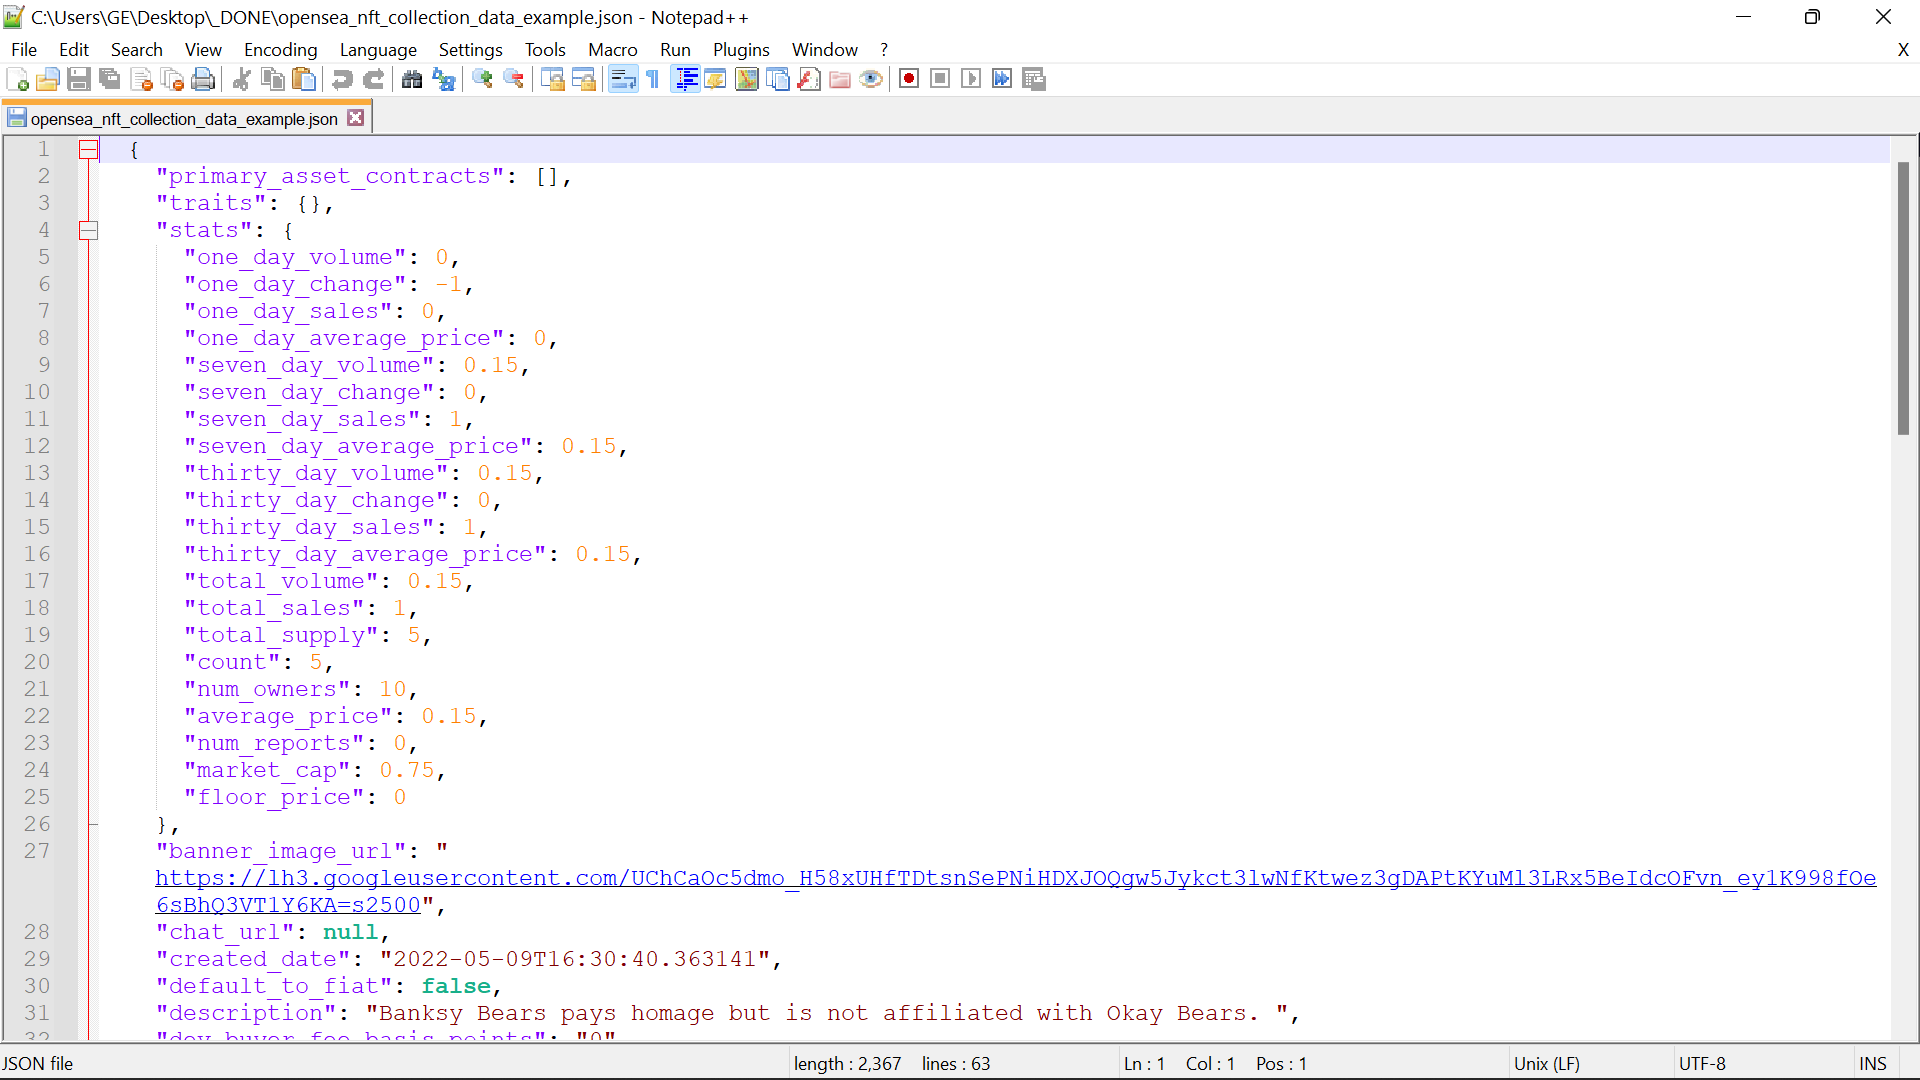 C:\Users\GE\Desktop\_DONE\opensea_nft_collection_data_example.json - Notepad++
File Edit Search View Encoding Language Settings Tools Macro Run Plugins Window ? X
opensea_nft_collection_data_example.json
1 {
2 "primary_asset_contracts": [],
3 "traits": {},
4 "stats": {
5 "one_day_volume": 0,
6 "one_day_change": -1,
7 "one_day_sales": 0,
8 "one_day_average_price": 0,
9 "seven_day_volume": 0.15,
10 "seven_day_change": 0,
11 "seven_day_sales": 1,
12 "seven_day_average_price": 0.15,
13 "thirty_day_volume": 0.15,
14 "thirty_day_change": 0,
15 "thirty_day_sales": 1,
16 "thirty_day_average_price": 0.15,
17 "total_volume": 0.15,
18 "total_sales": 1,
19 "total_supply": 5,
20 "count": 5,
21 "num_owners": 10,
22 "average_price": 0.15,
23 "num_reports": 0,
24 "market_cap": 0.75,
25 "floor_price": 0
26 },
27 "banner_image_url": "
https://lh3.googleusercontent.com/UChCaOc5dmo_H58xUHfTDtsnSePNiHDXJOQgw5Jykct3lwNfKtwez3gDAPtKYuMl3LRx5BeIdcOFvn_ey1K998fOe
6sBhQ3VT1Y6KA=s2500",
28 "chat_url": null,
29 "created_date": "2022-05-09T16:30:40.363141",
30 "default_to_fiat": false,
31 "description": "Banksy Bears pays homage but is not affiliated with Okay Bears. ",
32 "dev_buyer_fee_basis_points": "0"
JSON file length : 2,367 lines : 63 Ln : 1 Col : 1 Pos : 1 Unix (LF) UTF-8 INS